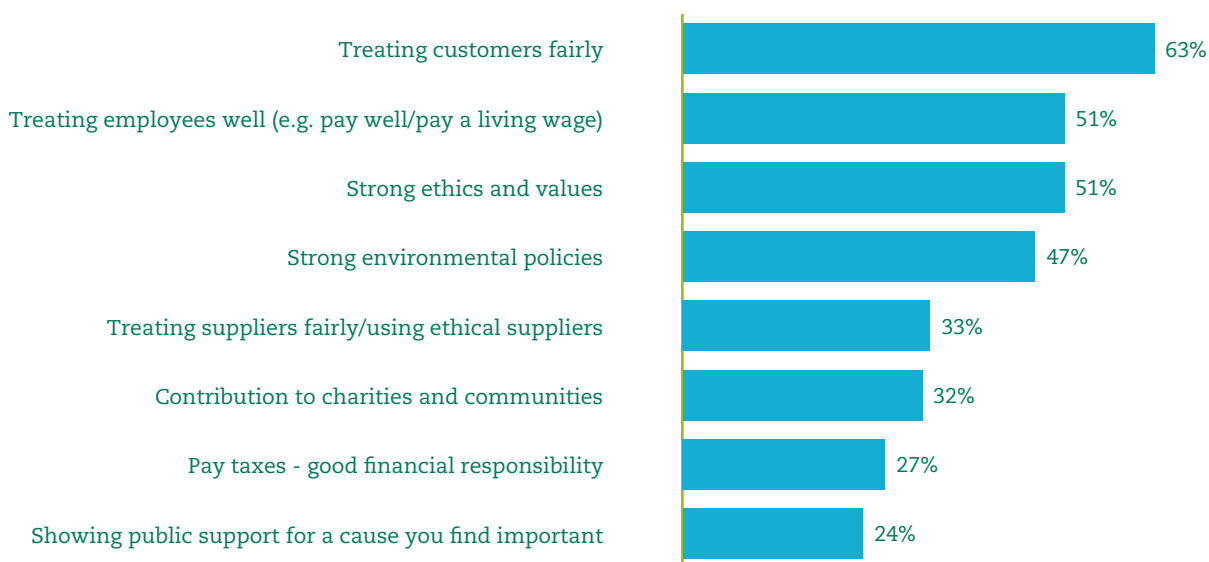 Treating customers fairly 63%
Treating employees well (e.g. pay well/pay a living wage) 51%
Strong ethics and values 51%
Strong environmental policies 47%
Treating suppliers fairly/using ethical suppliers 33%
Contribution to charities and communities 32%
Pay taxes - good financial responsibility 27%
Showing public support for a cause you find important 24%